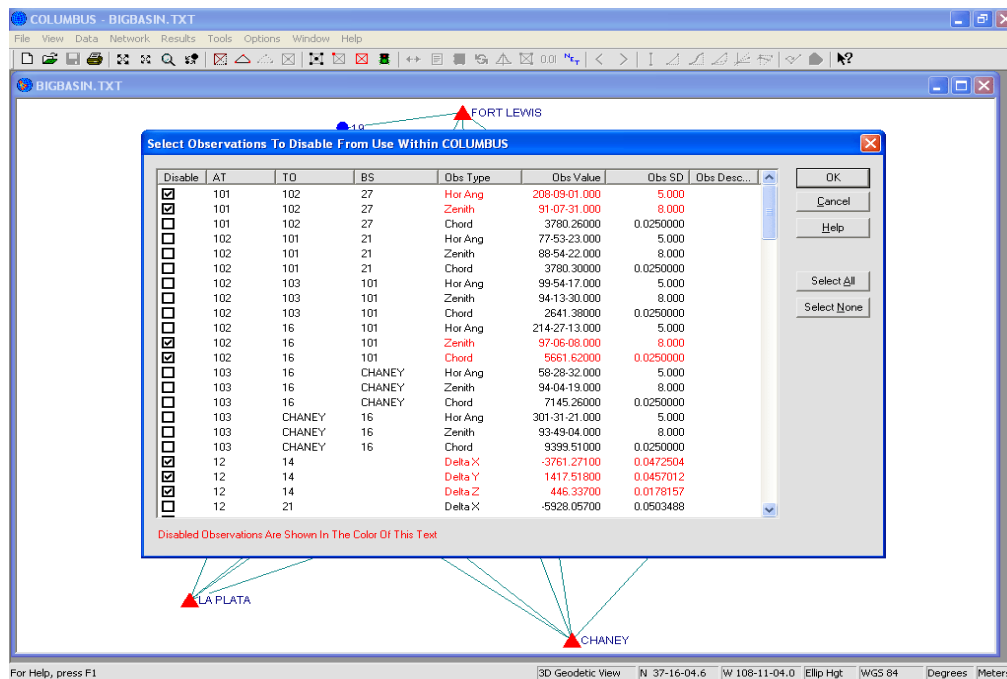 COLUMBUS - BIGBASIN.TXT
File View Data Network Results Tools Options Window Help
0.01
BIGBASIN.TXT
FORT LEWIS
19
Select Observations To Disable From Use Within COLUMBUS
Disable AT TO BS Obs Type Obs Value Obs SD Obs Desc...
101 102 27 Hor Ang 208-09-01.000 5.000
101 102 27 Zenith 91-07-31.000 8.000
101 102 27 Chord 3780.26000 0.0250000
102 101 21 Hor Ang 77-53-23.000 5.000
102 101 21 Zenith 88-54-22.000 8.000
102 101 21 Chord 3780.30000 0.0250000
102 103 101 Hor Ang 99-54-17.000 5.000
102 103 101 Zenith 94-13-30.000 8.000
102 103 101 Chord 2641.38000 0.0250000
102 16 101 Hor Ang 214-27-13.000 5.000
102 16 101 Zenith 97-06-08.000 8.000
102 16 101 Chord 5661.62000 0.0250000
103 16 CHANEY Hor Ang 58-28-32.000 5.000
103 16 CHANEY Zenith 94-04-19.000 8.000
103 16 CHANEY Chord 7145.26000 0.0250000
103 CHANEY 16 Hor Ang 301-31-21.000 5.000
103 CHANEY 16 Zenith 93-49-04.000 8.000
103 CHANEY 16 Chord 9399.51000 0.0250000
12 14 Delta X -3761.27100 0.0472504
12 14 Delta Y 1417.51800 0.0457012
12 14 Delta Z 446.33700 0.0178157
12 21 Delta X -5928.05700 0.0503488
OK
Cancel
Help
Select All
Select None
Disabled Observations Are Shown In The Color Of This Text
LA PLATA
CHANEY
For Help, press F1
3D Geodetic View N 37-16-04.6 W 108-11-04.0 Ellip Hgt WGS 84 Degrees Meter